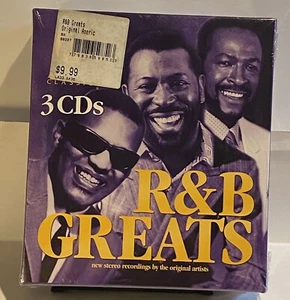 R&B Greats
Original Americ
$9.99
3 CDs
R&B
GREATS
new stereo recordings by the original artists